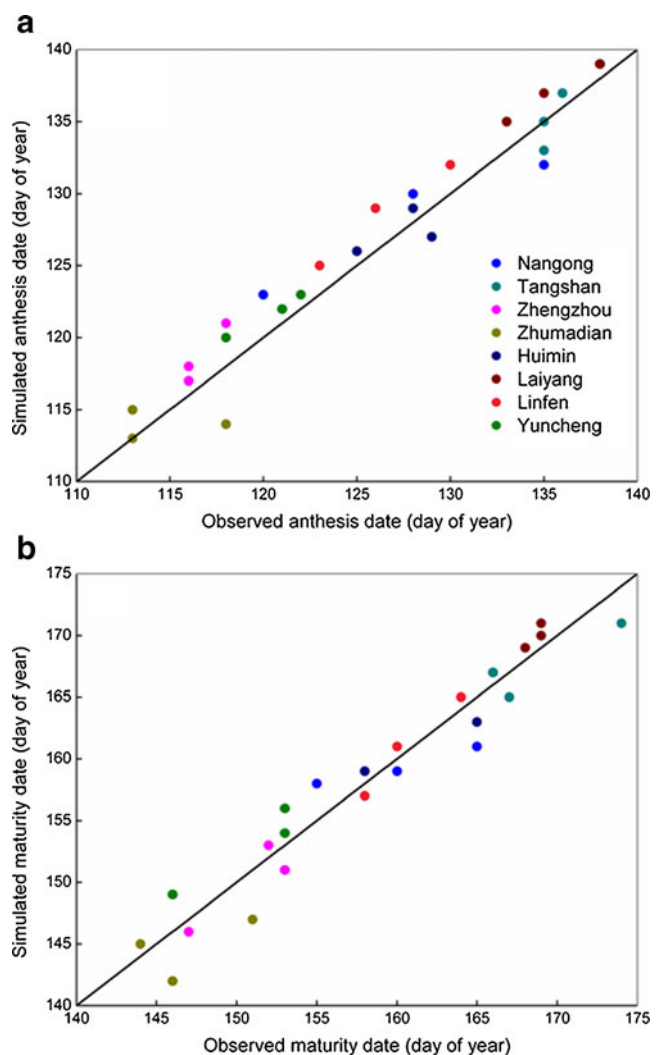 a
140
135
130
125
120
115
110
Simulated anthesis date (day of year)
Nangong
Tangshan
Zhengzhou
Zhumadian
Huimin
Laiyang
Linfen
Yuncheng
110 115 120 125 130 135 140
Observed anthesis date (day of year)
b
175
170
165
160
155
150
145
140
Simulated maturity date (day of year)
140 145 150 155 160 165 170 175
Observed maturity date (day of year)